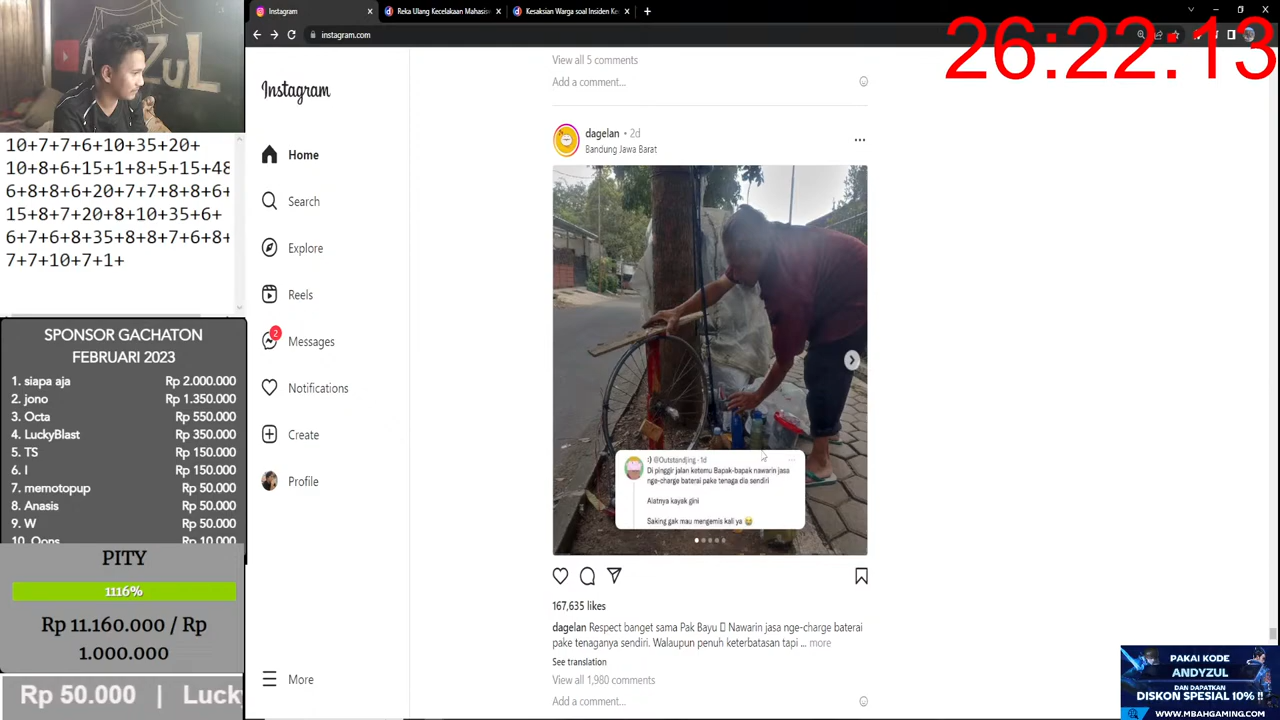 Instagram
Reka Ulang Kecelakaan Mahasis
Kesaksian Warga saat Insiden Ke
instagram.com
26:22:13
10+7+7+6+10+35+20+
10+8+6+15+1+8+5+15+48
6+8+8+6+20+7+7+8+8+6+
15+8+7+20+8+10+35+6+
6+7+6+8+35+8+8+7+6+8+
7+7+10+7+1+
SPONSOR GACHATON
FEBRUARI 2023
1. siapa aja Rp 2.000.000
2. jono Rp 1.350.000
3. Octa Rp 550.000
4. LuckyBlast Rp 350.000
5. TS Rp 150.000
6. I Rp 150.000
7. memotopup Rp 50.000
8. Anasis Rp 50.000
9. W Rp 50.000
10. Oops Rp 10.000
PITY
1116%
Rp 11.160.000 / Rp
1.000.000
Rp 50.000 | Luck
Instagram
Home
Search
Explore
Reels
2
Messages
Notifications
Create
Profile
More
View all 5 comments
Add a comment...
dagelan • 2d
Bandung Jawa Barat
:) @Outstandjing · 1d
Di pinggir jalan ketemu Bapak-bapak nawarin jasa
nge-charge baterai pake tenaga dia sendiri
Alatnya kayak gini
Saking gak mau mengemis kali ya 😭
167,635 likes
dagelan Respect banget sama Pak Bayu Nawarin jasa nge-charge baterai
pake tenaganya sendiri. Walaupun penuh keterbatasan tapi ... more
See translation
View all 1,980 comments
Add a comment...
PAKAI KODE
ANDYZUL
DAN DAPATKAN
DISKON SPESIAL 10% !!
WWW.MBAHGAMING.COM